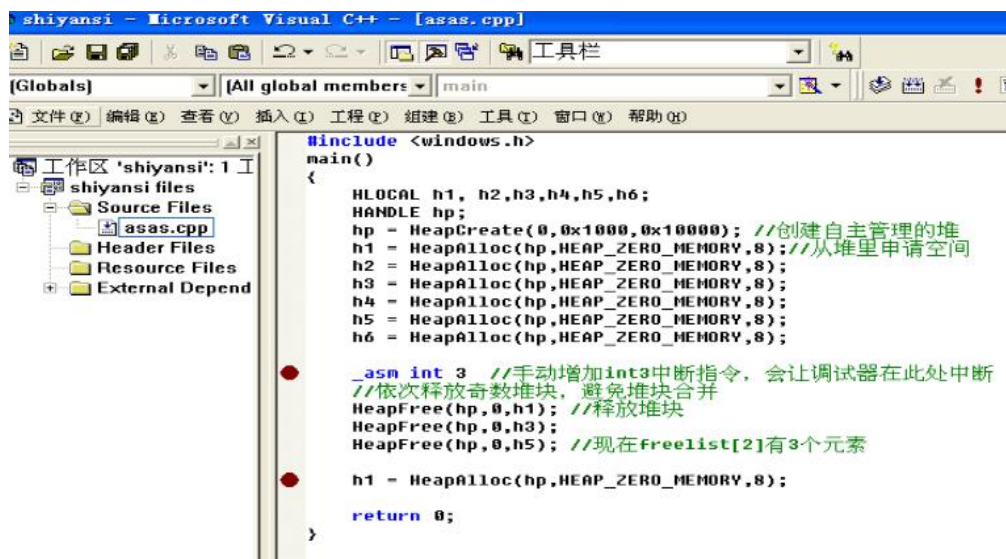 shiyansi - Microsoft Visual C++ - [asas.cpp]
工具栏
(Globals) [All global members main
文件(F) 编辑(E) 查看(V) 插入(I) 工程(P) 组建(B) 工具(T) 窗口(W) 帮助(H)
工作区 'shiyansi': 1 工
shiyansi files
Source Files
asas.cpp
Header Files
Resource Files
External Depend
#include <windows.h>
main()
{
HLOCAL h1, h2,h3,h4,h5,h6;
HANDLE hp;
hp = HeapCreate(0,0x1000,0x10000); //创建自主管理的堆
h1 = HeapAlloc(hp,HEAP_ZERO_MEMORY,8);//从堆里申请空间
h2 = HeapAlloc(hp,HEAP_ZERO_MEMORY,8);
h3 = HeapAlloc(hp,HEAP_ZERO_MEMORY,8);
h4 = HeapAlloc(hp,HEAP_ZERO_MEMORY,8);
h5 = HeapAlloc(hp,HEAP_ZERO_MEMORY,8);
h6 = HeapAlloc(hp,HEAP_ZERO_MEMORY,8);
_asm int 3 //手动增加int3中断指令，会让调试器在此处中断
//依次释放奇数堆块，避免堆块合并
HeapFree(hp,0,h1); //释放堆块
HeapFree(hp,0,h3);
HeapFree(hp,0,h5); //现在freelist[2]有3个元素
h1 = HeapAlloc(hp,HEAP_ZERO_MEMORY,8);
return 0;
}